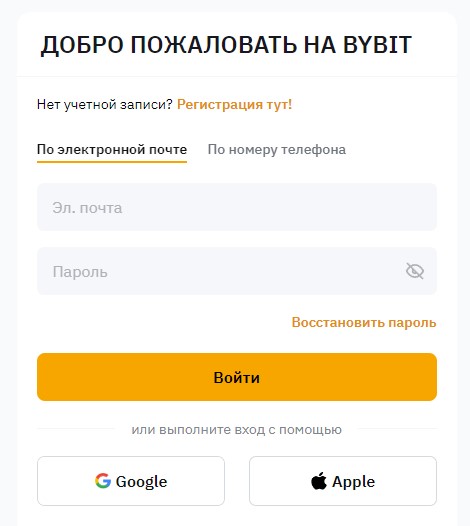 ДОБРО ПОЖАЛОВАТЬ НА BYBIT
Нет учетной записи? Регистрация тут!
По электронной почте По номеру телефона
Эл. почта
Пароль
Восстановить пароль
Войти
или выполните вход с помощью
Google Apple